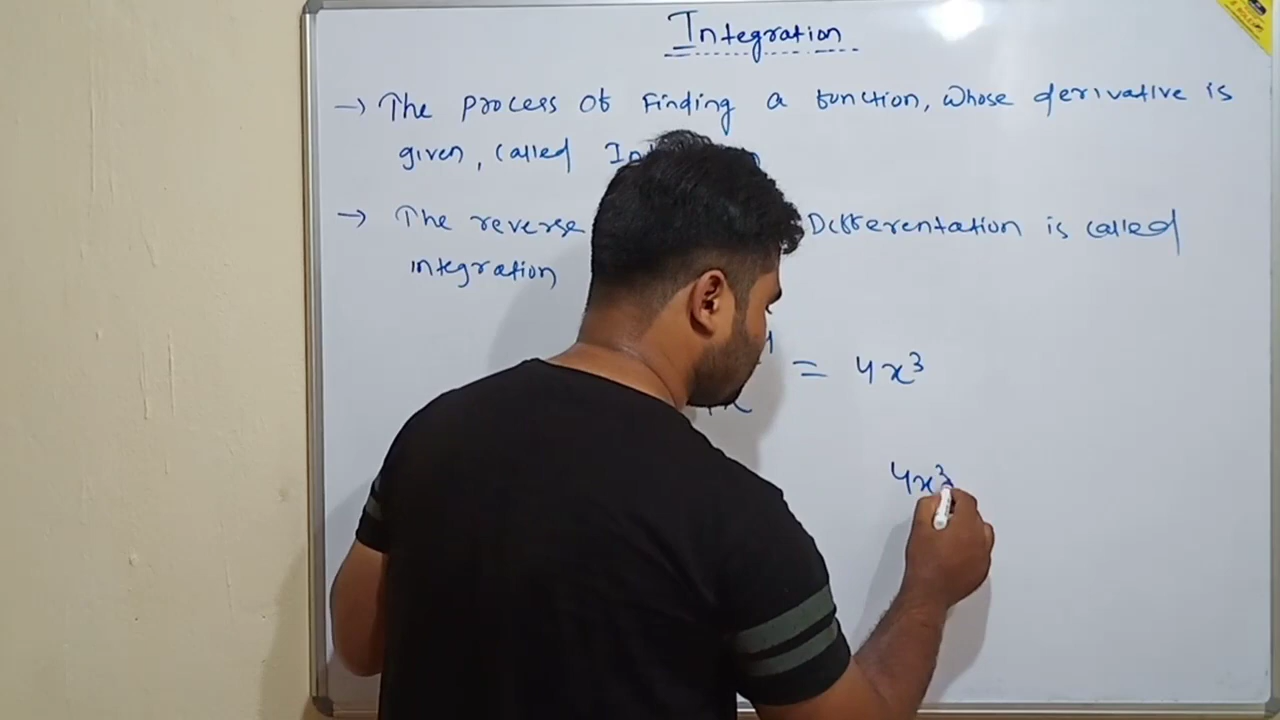 Integration
→ The process of Finding a function, whose derivative is
given, called
→ The reverse Differentation is called
integration
= 4x³
4x³